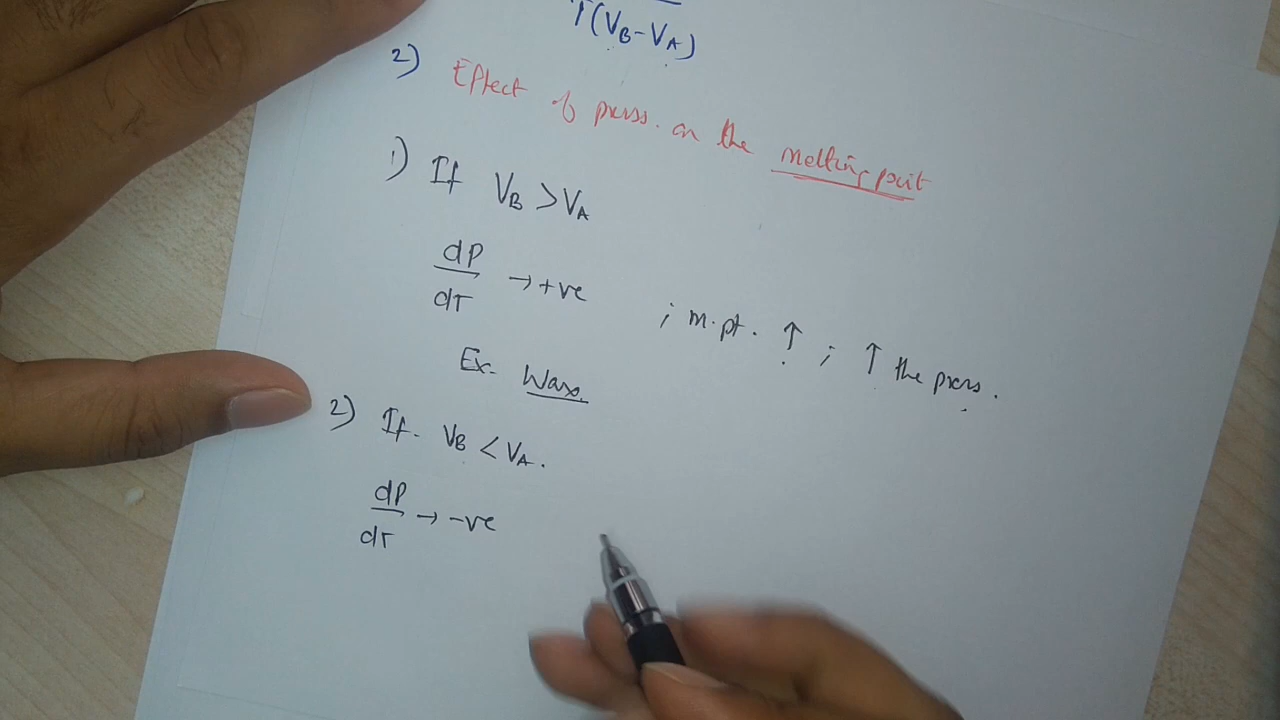 T(VB-VA)
2) Effect of press. on the melting point
1) If VB > VA
dP
dT → +ve ; m.pt. ↑ ; ↑ the press.
Ex. Wax.
2) If. VB < VA.
dP
dT → -ve